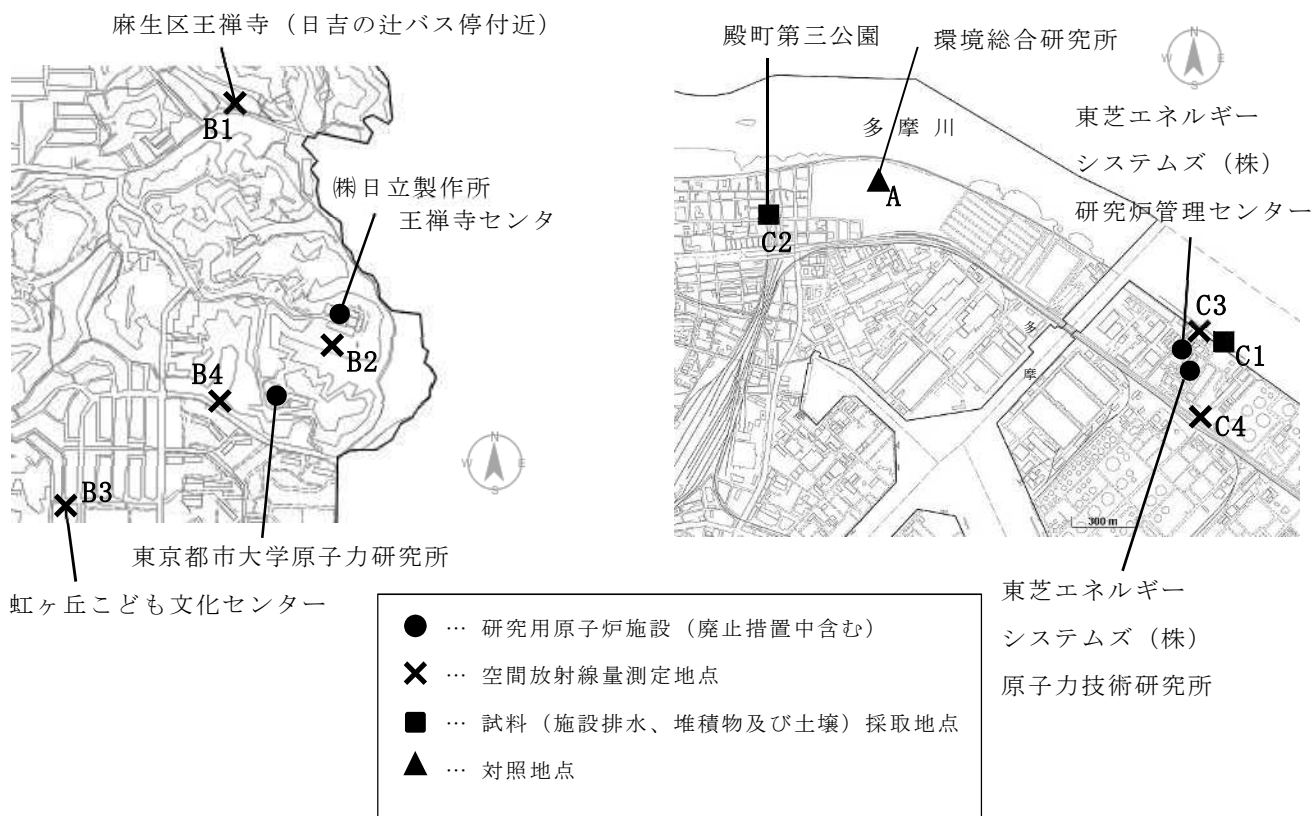 麻生区王禅寺（日吉の辻バス停付近）
B1
㈱日立製作所
王禅寺センタ
B2
B4
B3
N
W
E
S
東京都市大学原子力研究所
虹ヶ丘こども文化センター
殿町第三公園
環境総合研究所
N
W
E
S
多摩川
東芝エネルギー
システムズ（株）
研究炉管理センター
A
C2
C3
C1
C4
多
摩
300 m
東芝エネルギー
システムズ（株）
原子力技術研究所
● … 研究用原子炉施設（廃止措置中含む）
× … 空間放射線量測定地点
■ … 試料（施設排水、堆積物及び土壌）採取地点
▲ … 対照地点